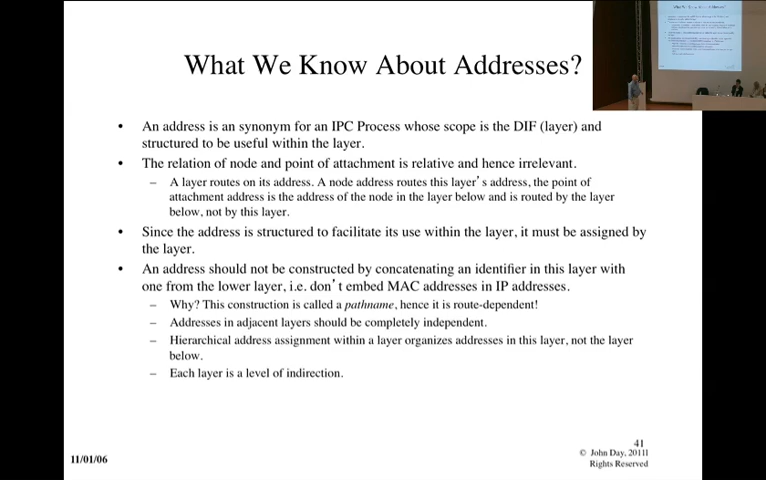 What We Know About Addresses?
• An address is an synonym for an IPC Process whose scope is the DIF (layer) and
structured to be useful within the layer.
• The relation of node and point of attachment is relative and hence irrelevant.
– A layer routes on its address. A node address routes this layer's address, the point of
attachment address is the address of the node in the layer below and is routed by the layer
below, not by this layer.
• Since the address is structured to facilitate its use within the layer, it must be assigned by
the layer.
• An address should not be constructed by concatenating an identifier in this layer with
one from the lower layer, i.e. don't embed MAC addresses in IP addresses.
– Why? This construction is called a pathname, hence it is route-dependent!
– Addresses in adjacent layers should be completely independent.
– Hierarchical address assignment within a layer organizes addresses in this layer, not the layer
below.
– Each layer is a level of indirection.
11/01/06
41
© John Day, 20111
Rights Reserved